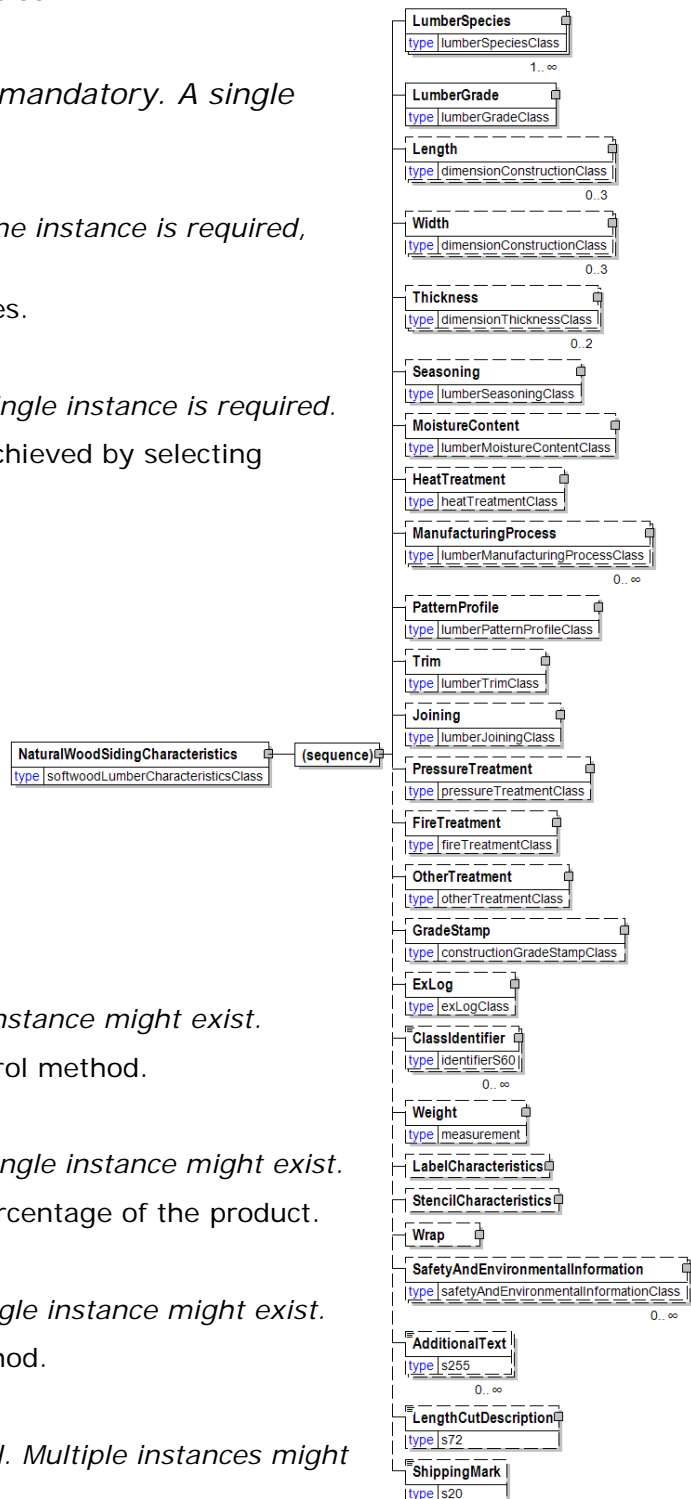 mandatory. A single
ne instance is required,
es.
ngle instance is required.
chieved by selecting
nstance might exist.
rol method.
ngle instance might exist.
rcentage of the product.
gle instance might exist.
nod.
l. Multiple instances might
NaturalWoodSidingCharacteristics
type softwoodLumberCharacteristicsClass
(sequence)
LumberSpecies
type lumberSpeciesClass
1..∞
LumberGrade
type lumberGradeClass
Length
type dimensionConstructionClass
0..3
Width
type dimensionConstructionClass
0..3
Thickness
type dimensionThicknessClass
0..2
Seasoning
type lumberSeasoningClass
MoistureContent
type lumberMoistureContentClass
HeatTreatment
type heatTreatmentClass
ManufacturingProcess
type lumberManufacturingProcessClass
0..∞
PatternProfile
type lumberPatternProfileClass
Trim
type lumberTrimClass
Joining
type lumberJoiningClass
PressureTreatment
type pressureTreatmentClass
FireTreatment
type fireTreatmentClass
OtherTreatment
type otherTreatmentClass
GradeStamp
type constructionGradeStampClass
ExLog
type exLogClass
ClassIdentifier
type identifierS60
0..∞
Weight
type measurement
LabelCharacteristics
StencilCharacteristics
Wrap
SafetyAndEnvironmentalInformation
type safetyAndEnvironmentalInformationClass
0..∞
AdditionalText
type s255
0..∞
LengthCutDescription
type s72
ShippingMark
type s20